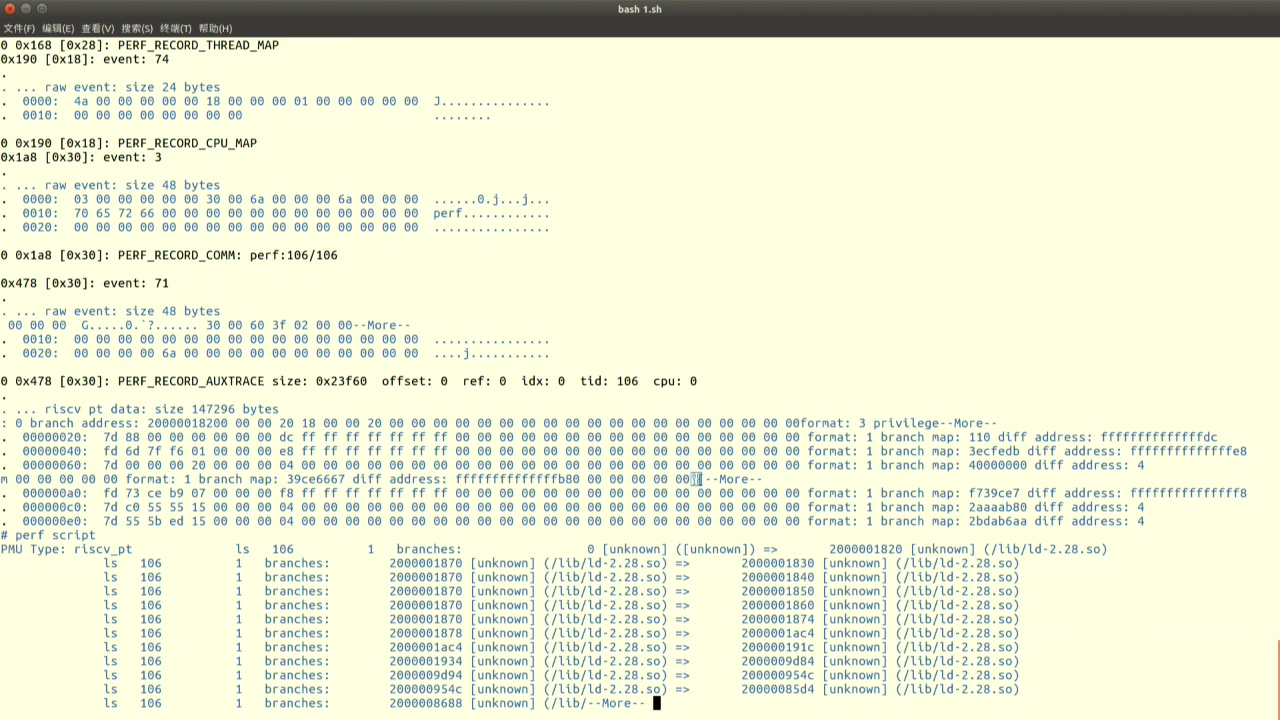 bash 1.sh
文件(F) 编辑(E) 查看(V) 搜索(S) 终端(T) 帮助(H)
0 0x168 [0x28]: PERF_RECORD_THREAD_MAP
0x190 [0x18]: event: 74
.
. ... raw event: size 24 bytes
.  0000:  4a 00 00 00 00 00 18 00 00 00 01 00 00 00 00 00  J...............
.  0010:  00 00 00 00 00 00 00 00                          ........
0 0x190 [0x18]: PERF_RECORD_CPU_MAP
0x1a8 [0x30]: event: 3
.
. ... raw event: size 48 bytes
.  0000:  03 00 00 00 00 00 30 00 6a 00 00 00 6a 00 00 00  ......0.j...j...
.  0010:  70 65 72 66 00 00 00 00 00 00 00 00 00 00 00 00  perf............
.  0020:  00 00 00 00 00 00 00 00 00 00 00 00 00 00 00 00  ................
0 0x1a8 [0x30]: PERF_RECORD_COMM: perf:106/106
0x478 [0x30]: event: 71
.
. ... raw event: size 48 bytes
 00 00 00  G.....0.`?...... 30 00 60 3f 02 00 00--More--
.  0010:  00 00 00 00 00 00 00 00 00 00 00 00 00 00 00 00  ................
.  0020:  00 00 00 00 6a 00 00 00 00 00 00 00 00 00 00 00  ....j...........
0 0x478 [0x30]: PERF_RECORD_AUXTRACE size: 0x23f60  offset: 0  ref: 0  idx: 0  tid: 106  cpu: 0
.
. ... riscv pt data: size 147296 bytes
: 0 branch address: 20000018200 00 00 20 18 00 00 20 00 00 00 00 00 00 00 00 00 00 00 00 00 00 00 00 00 00 00 00 00 00format: 3 privilege--More--
.  00000020:  7d 88 00 00 00 00 00 00 dc ff ff ff ff ff ff ff 00 00 00 00 00 00 00 00 00 00 00 00 00 00 00 00 format: 1 branch map: 110 diff address: ffffffffffffffdc
.  00000040:  fd 6d 7f f6 01 00 00 00 e8 ff ff ff ff ff ff ff 00 00 00 00 00 00 00 00 00 00 00 00 00 00 00 00 format: 1 branch map: 3ecfedb diff address: ffffffffffffffe8
.  00000060:  7d 00 00 00 20 00 00 00 04 00 00 00 00 00 00 00 00 00 00 00 00 00 00 00 00 00 00 00 00 00 00 00 format: 1 branch map: 40000000 diff address: 4
m 00 00 00 00 00 format: 1 branch map: 39ce6667 diff address: ffffffffffffffb80 00 00 00 00 00 --More--
.  000000a0:  fd 73 ce b9 07 00 00 00 f8 ff ff ff ff ff ff ff 00 00 00 00 00 00 00 00 00 00 00 00 00 00 00 00 format: 1 branch map: f739ce7 diff address: fffffffffffffff8
.  000000c0:  7d c0 55 55 15 00 00 00 04 00 00 00 00 00 00 00 00 00 00 00 00 00 00 00 00 00 00 00 00 00 00 00 format: 1 branch map: 2aaaab80 diff address: 4
.  000000e0:  7d 55 5b ed 15 00 00 00 04 00 00 00 00 00 00 00 00 00 00 00 00 00 00 00 00 00 00 00 00 00 00 00 format: 1 branch map: 2bdab6aa diff address: 4
# perf script
PMU Type: riscv_pt              ls   106          1   branches:                 0 [unknown] ([unknown]) =>       2000001820 [unknown] (/lib/ld-2.28.so)
ls   106          1   branches:        2000001870 [unknown] (/lib/ld-2.28.so) =>       2000001830 [unknown] (/lib/ld-2.28.so)
ls   106          1   branches:        2000001870 [unknown] (/lib/ld-2.28.so) =>       2000001840 [unknown] (/lib/ld-2.28.so)
ls   106          1   branches:        2000001870 [unknown] (/lib/ld-2.28.so) =>       2000001850 [unknown] (/lib/ld-2.28.so)
ls   106          1   branches:        2000001870 [unknown] (/lib/ld-2.28.so) =>       2000001860 [unknown] (/lib/ld-2.28.so)
ls   106          1   branches:        2000001870 [unknown] (/lib/ld-2.28.so) =>       2000001874 [unknown] (/lib/ld-2.28.so)
ls   106          1   branches:        2000001878 [unknown] (/lib/ld-2.28.so) =>       2000001ac4 [unknown] (/lib/ld-2.28.so)
ls   106          1   branches:        2000001ac4 [unknown] (/lib/ld-2.28.so) =>       200000191c [unknown] (/lib/ld-2.28.so)
ls   106          1   branches:        2000001934 [unknown] (/lib/ld-2.28.so) =>       2000009d84 [unknown] (/lib/ld-2.28.so)
ls   106          1   branches:        2000009d94 [unknown] (/lib/ld-2.28.so) =>       200000954c [unknown] (/lib/ld-2.28.so)
ls   106          1   branches:        200000954c [unknown] (/lib/ld-2.28.so) =>       20000085d4 [unknown] (/lib/ld-2.28.so)
ls   106          1   branches:        2000008688 [unknown] (/lib/--More--